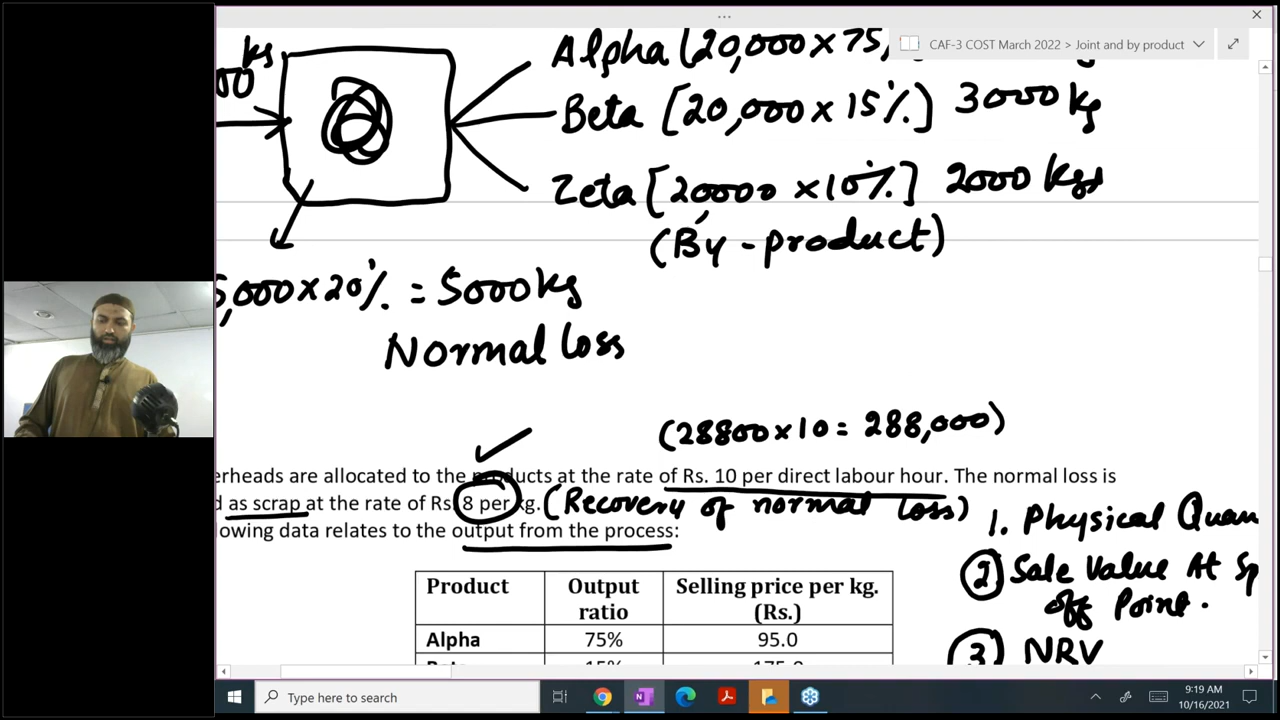 CAF-3 COST March 2022 > Joint and by product
kgs
Alpha (20,000 x 75,
Beta [20,000 x 15%] 3000 kg
Zeta [20000 x 10%] 2000 kgs
(By - product)
,000 x 20% = 5000 kg
Normal loss
(28800 x 10 = 288,000)
erheads are allocated to the products at the rate of Rs. 10 per direct labour hour. The normal loss is
d as scrap at the rate of Rs. 8 per kg. (Recovery of normal loss)
owing data relates to the output from the process:
1. Physical Quan
② Sale Value At Sp
off Point.
③ NRV
Product Output ratio Selling price per kg. (Rs.)
Alpha 75% 95.0
Type here to search
9:19 AM
10/16/2021